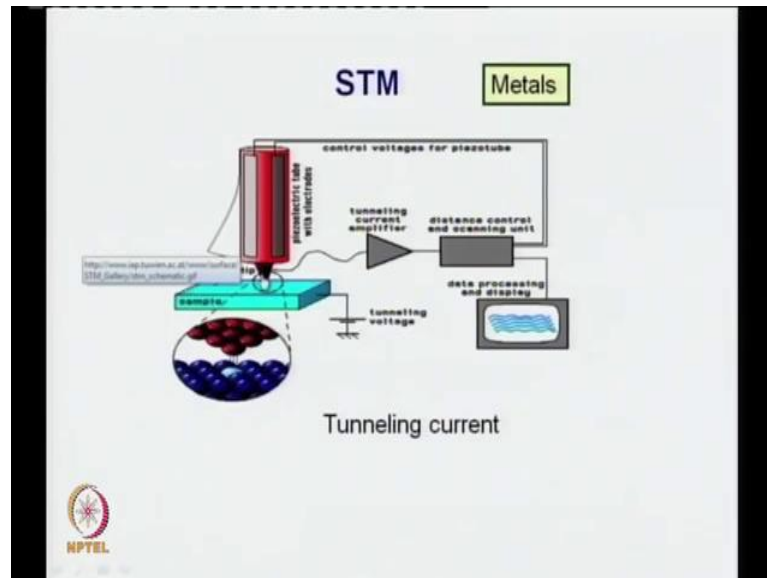 STM
Metals
control voltages for piezotube
piezoelectric tube
with electrodes
tunneling
current
amplifier
distance control
and scanning unit
tip
sample
data processing
and display
tunneling
voltage
Tunneling current
NPTEL